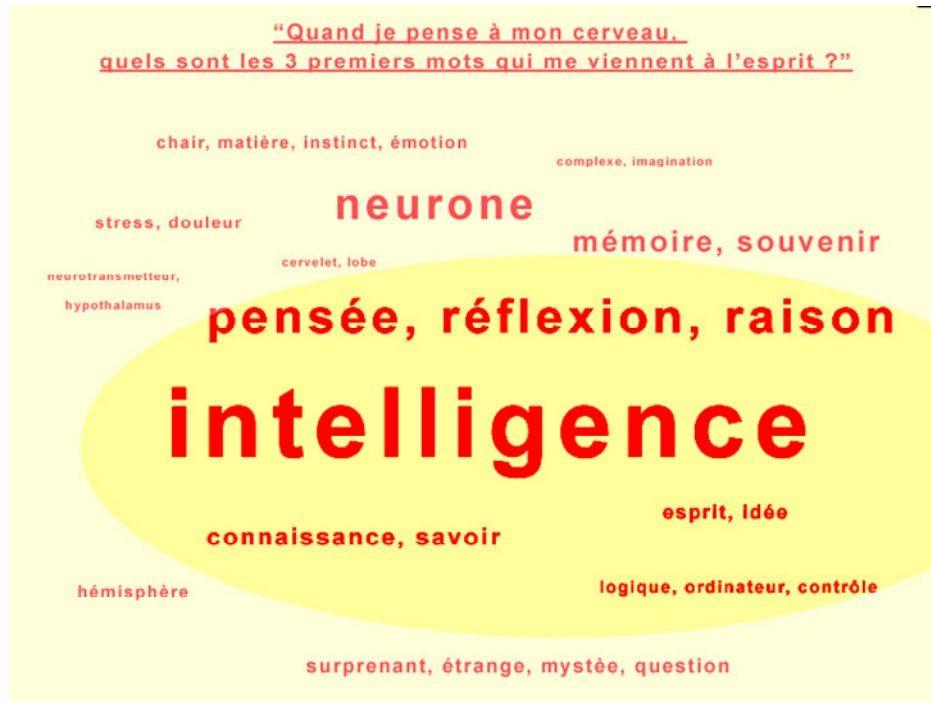 “Quand je pense à mon cerveau,
quels sont les 3 premiers mots qui me viennent à l’esprit ?”
chair, matière, instinct, émotion
complexe, imagination
neurone
stress, douleur
mémoire, souvenir
cervelet, lobe
neurotransmetteur,
hypothalamus
pensée, réflexion, raison
intelligence
esprit, idée
connaissance, savoir
hémisphère
logique, ordinateur, contrôle
surprenant, étrange, mystèe, question